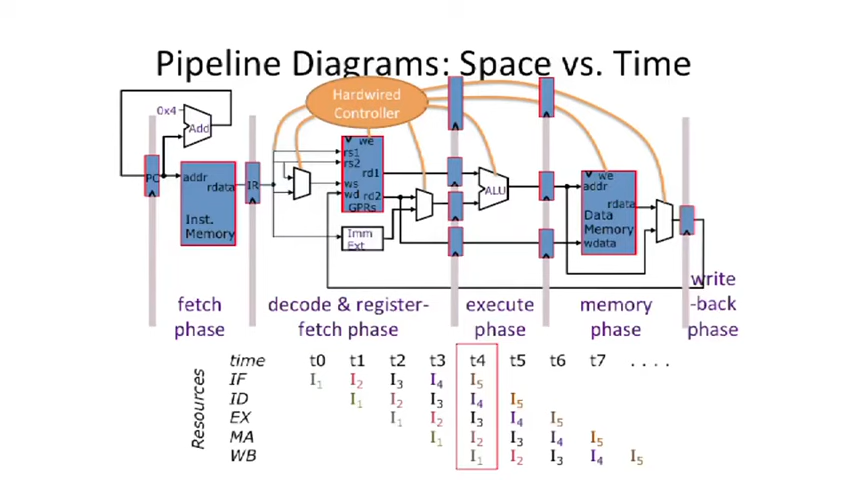 Pipeline Diagrams: Space vs. Time
Hardwired
Controller
0x4
Add
PC
addr
rdata
Inst.
Memory
IR
we
rs1
rs2
rd1
ws
wd rd2
GPRs
Imm
Ext
ALU
we
addr
rdata
Data
Memory
wdata
fetch
phase
decode & register-
fetch phase
execute
phase
memory
phase
write
-back
phase
Resources
time t0 t1 t2 t3 t4 t5 t6 t7 . . . .
IF I₁ I₂ I₃ I₄ I₅
ID I₁ I₂ I₃ I₄ I₅
EX I₁ I₂ I₃ I₄ I₅
MA I₁ I₂ I₃ I₄ I₅
WB I₁ I₂ I₃ I₄ I₅